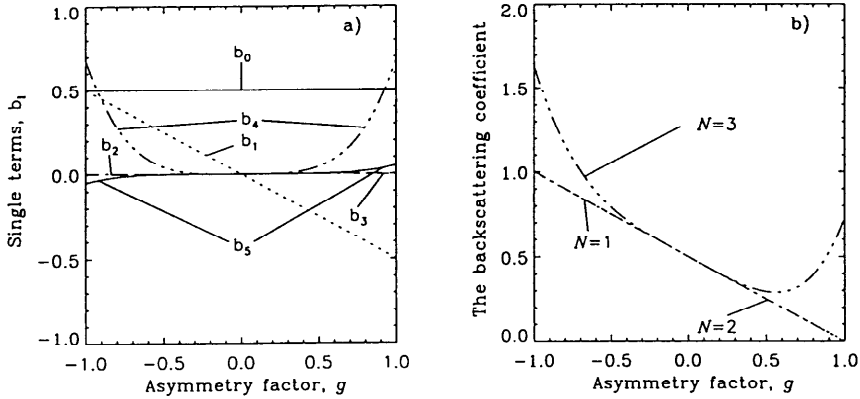 a)
1.0
0.5
0.0
−0.5
−1.0
Single terms, b₁
b₀
b₄
b₁
b₂
b₃
b₅
−1.0 −0.5 0.0 0.5 1.0
Asymmetry factor, g
b)
2.0
1.5
1.0
0.5
0.0
The backscattering coefficient
N=3
N=1
N=2
−1.0 −0.5 0.0 0.5 1.0
Asymmetry factor, g